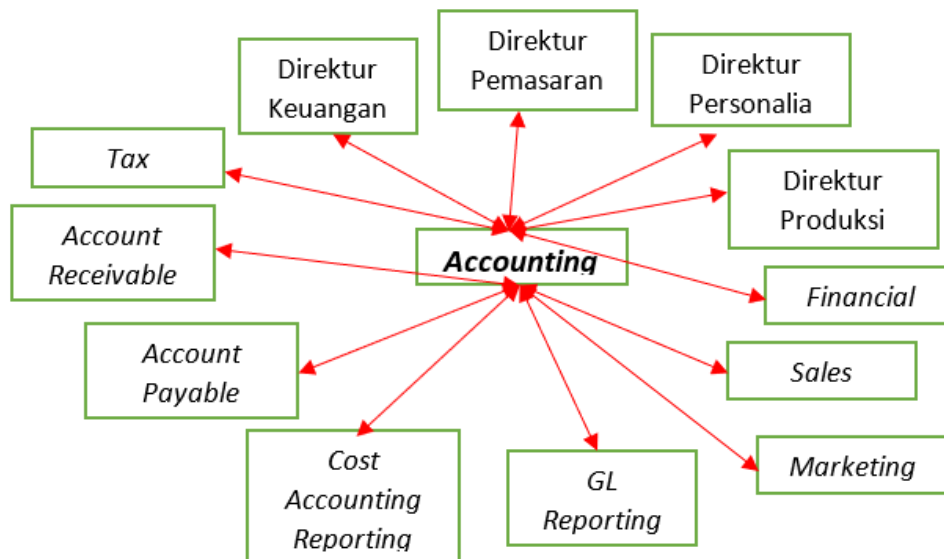 Direktur
Keuangan
Direktur
Pemasaran
Direktur
Personalia
Tax
Direktur
Produksi
Account
Receivable
Accounting
Financial
Account
Payable
Sales
Cost
Accounting
Reporting
GL
Reporting
Marketing